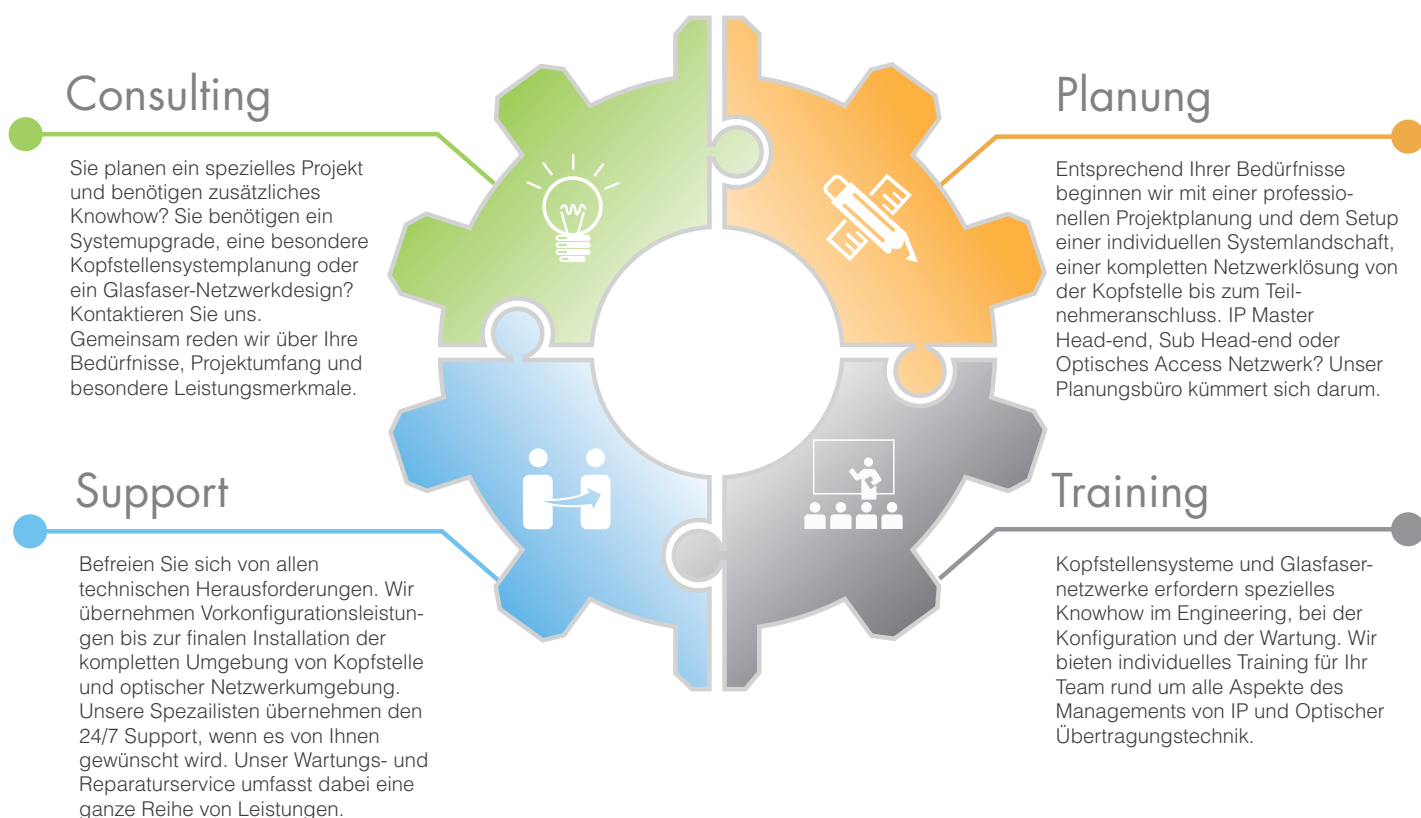 Consulting
Sie planen ein spezielles Projekt
und benötigen zusätzliches
Knowhow? Sie benötigen ein
Systemupgrade, eine besondere
Kopfstellensystemplanung oder
ein Glasfaser-Netzwerkdesign?
Kontaktieren Sie uns.
Gemeinsam reden wir über Ihre
Bedürfnisse, Projektumfang und
besondere Leistungsmerkmale.
Planung
Entsprechend Ihrer Bedürfnisse
beginnen wir mit einer professio-
nellen Projektplanung und dem Setup
einer individuellen Systemlandschaft,
einer kompletten Netzwerklösung von
der Kopfstelle bis zum Teil-
nehmeranschluss. IP Master
Head-end, Sub Head-end oder
Optisches Access Netzwerk? Unser
Planungsbüro kümmert sich darum.
Support
Befreien Sie sich von allen
technischen Herausforderungen. Wir
übernehmen Vorkonfigurationsleistun-
gen bis zur finalen Installation der
kompletten Umgebung von Kopfstelle
und optischer Netzwerkumgebung.
Unsere Spezailisten übernehmen den
24/7 Support, wenn es von Ihnen
gewünscht wird. Unser Wartungs- und
Reparaturservice umfasst dabei eine
ganze Reihe von Leistungen.
Training
Kopfstellensysteme und Glasfaser-
netzwerke erfordern spezielles
Knowhow im Engineering, bei der
Konfiguration und der Wartung. Wir
bieten individuelles Training für Ihr
Team rund um alle Aspekte des
Managements von IP und Optischer
Übertragungstechnik.